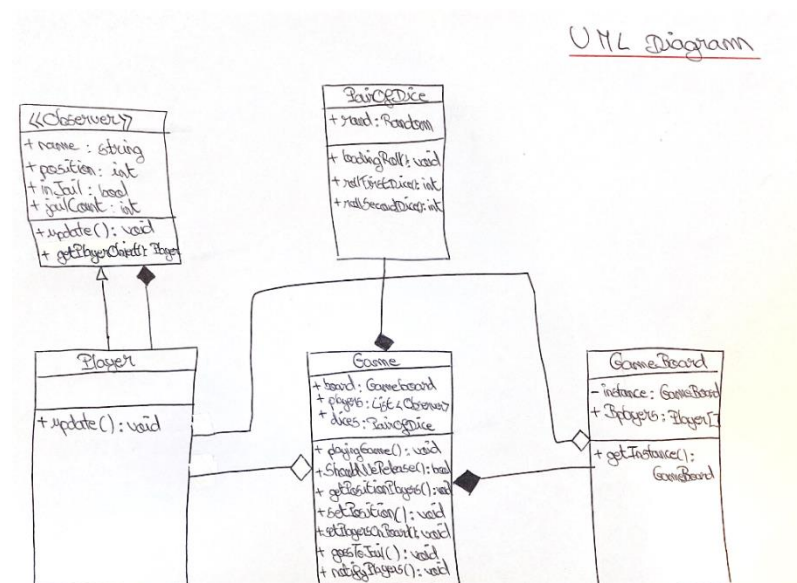 UML Diagram
PairOfDice
+ rand: Random
+ loadingRoll(): void
+ rollFirstDice(): int
+ rollSecondDice(): int
<<Observer>>
+ name : string
+ position : int
+ inJail : bool
+ jailCount : int
+ update() : void
+ getPlayerObject(): Player
Player
+ update() : void
Game
+ board : Gameboard
+ players : List<Observer
+ dices : PairOfDice
+ playingGame() : void
+ ShouldWeRelease(): bool
+ getPositionPlayers(): void
+ setPosition() : void
+ setPlayersOnBoard(): void
+ goesToJail() : void
+ notifyPlayers() : void
GameBoard
- instance : GameBoard
+ Bplayers : Player[]
+ getInstance() :
GameBoard